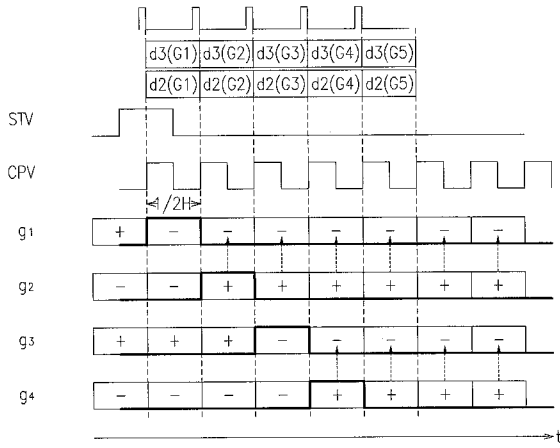 d3(G1) d3(G2) d3(G3) d3(G4) d3(G5)
d2(G1) d2(G2) d2(G3) d2(G4) d2(G5)
STV
CPV
1/2H
g1 + - - - - - - -
g2 - - + + + + + +
g3 + + + - - - - -
g4 - - - - + + + +
t